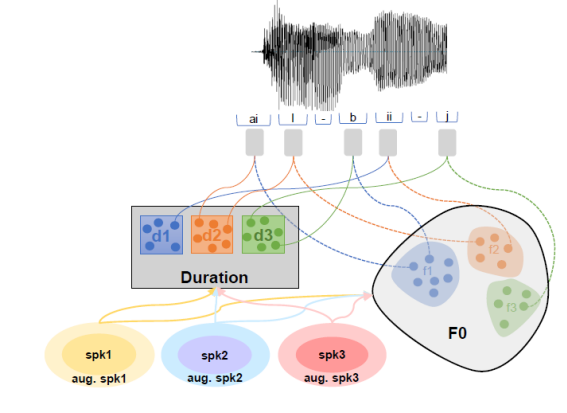 ai l - b ii - j
d1 d2 d3
Duration
f1 f2 f3
F0
spk1 spk2 spk3
aug. spk1 aug. spk2 aug. spk3